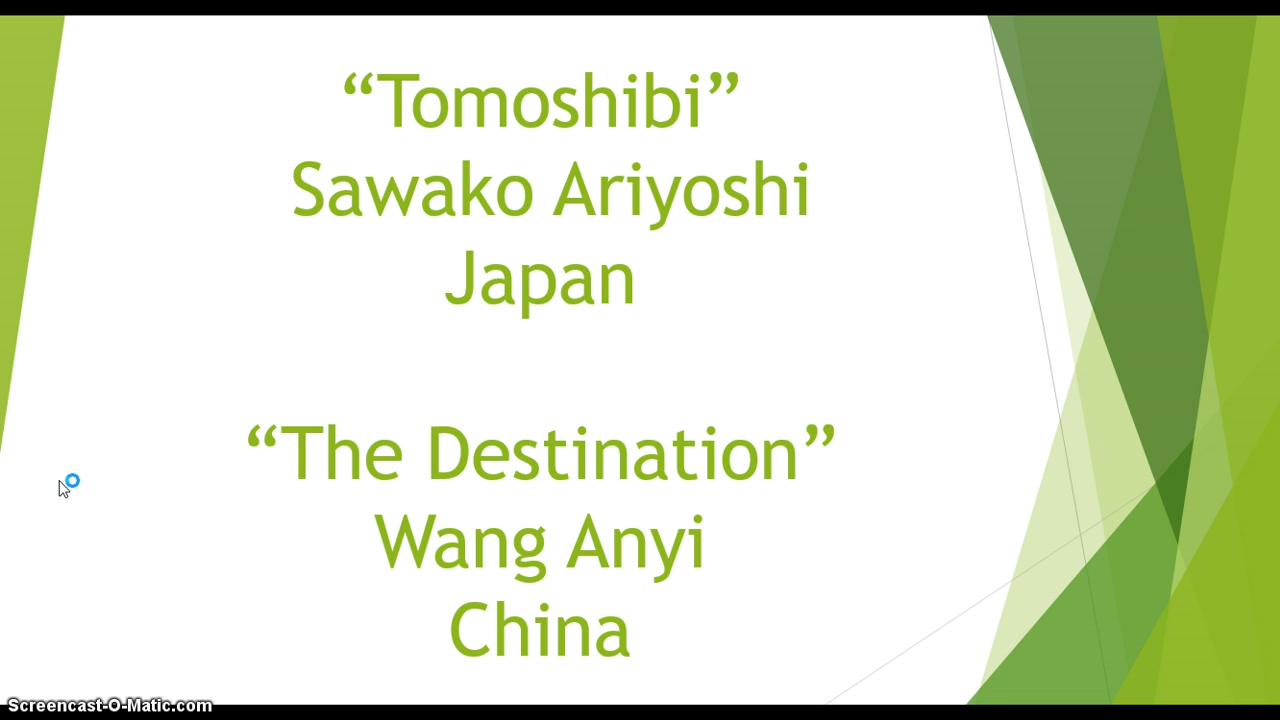 “Tomoshibi”
Sawako Ariyoshi
Japan
“The Destination”
Wang Anyi
China
Screencast-O-Matic.com